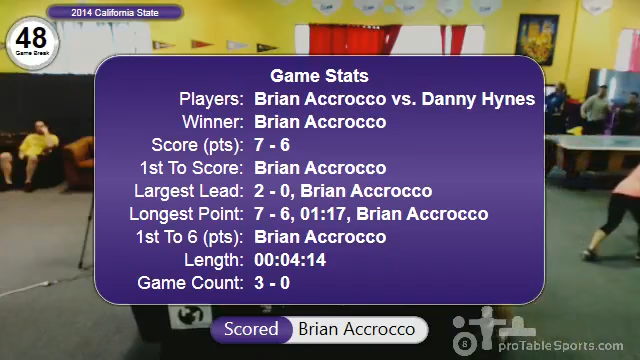 2014 California State
48
Game Break
Game Stats
Players: Brian Accrocco vs. Danny Hynes
Winner: Brian Accrocco
Score (pts): 7 - 6
1st To Score: Brian Accrocco
Largest Lead: 2 - 0, Brian Accrocco
Longest Point: 7 - 6, 01:17, Brian Accrocco
1st To 6 (pts): Brian Accrocco
Length: 00:04:14
Game Count: 3 - 0
Scored Brian Accrocco
8 proTableSports.com